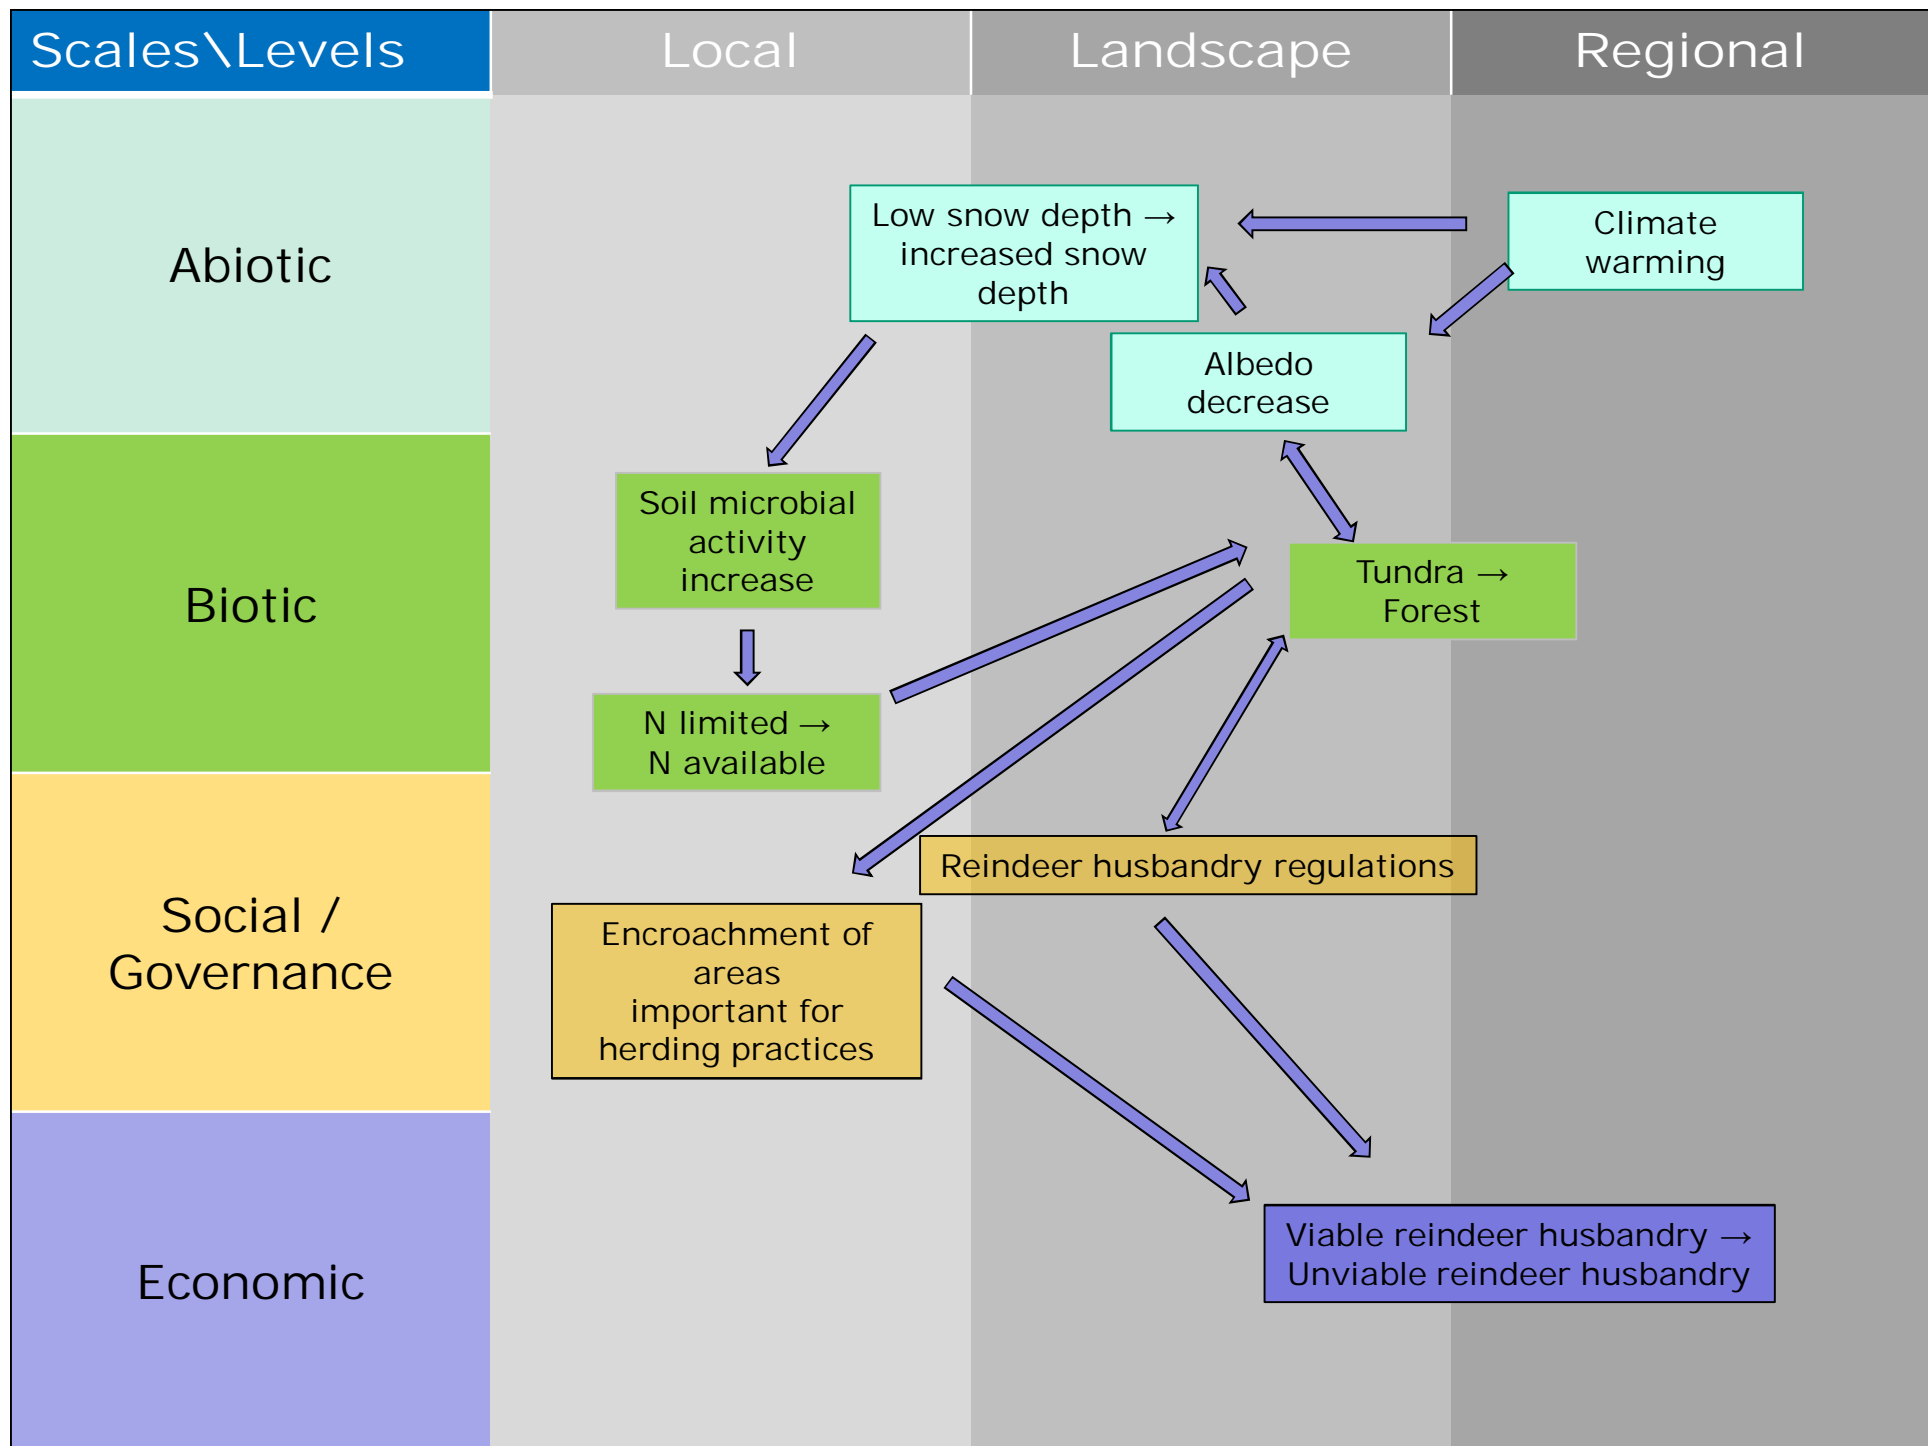 Scales\Levels
Local
Landscape
Regional
Abiotic
Low snow depth →
increased snow
depth
Climate
warming
Albedo
decrease
Biotic
Soil microbial
activity
increase
Tundra →
Forest
N limited →
N available
Social /
Governance
Reindeer husbandry regulations
Encroachment of
areas
important for
herding practices
Economic
Viable reindeer husbandry →
Unviable reindeer husbandry